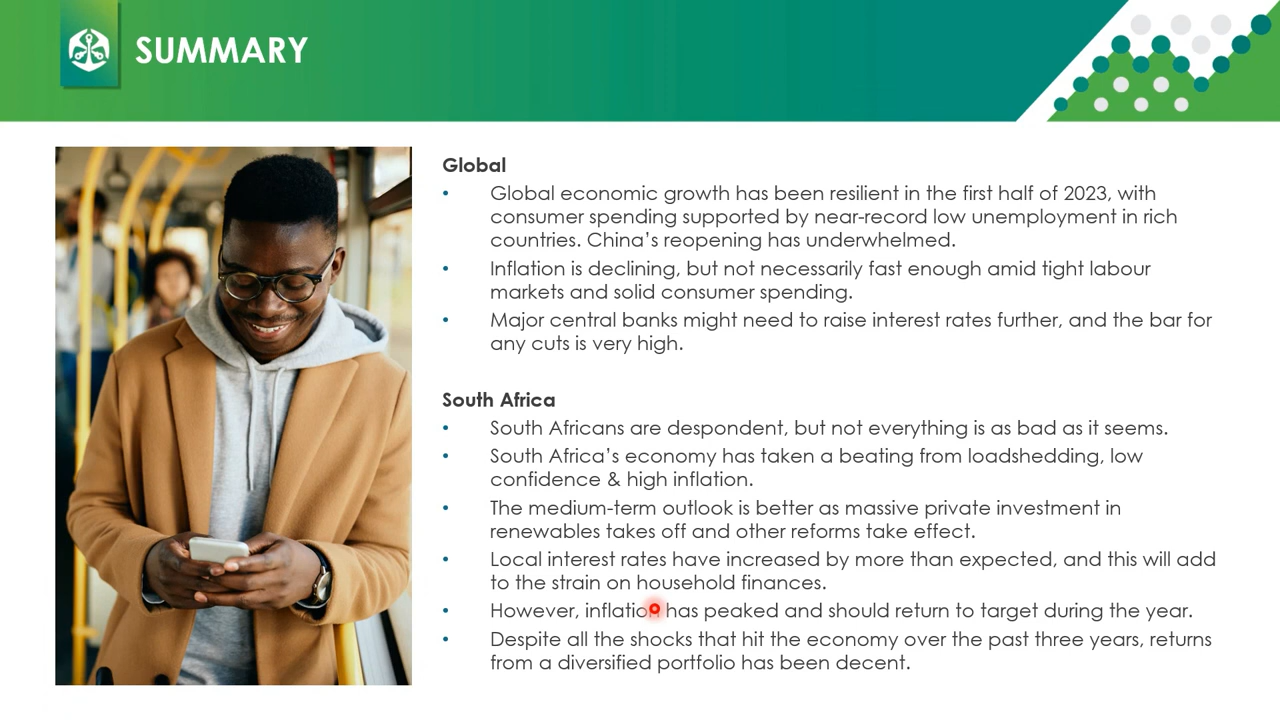 SUMMARY
Global
• Global economic growth has been resilient in the first half of 2023, with
consumer spending supported by near-record low unemployment in rich
countries. China’s reopening has underwhelmed.
• Inflation is declining, but not necessarily fast enough amid tight labour
markets and solid consumer spending.
• Major central banks might need to raise interest rates further, and the bar for
any cuts is very high.
South Africa
• South Africans are despondent, but not everything is as bad as it seems.
• South Africa’s economy has taken a beating from loadshedding, low
confidence & high inflation.
• The medium-term outlook is better as massive private investment in
renewables takes off and other reforms take effect.
• Local interest rates have increased by more than expected, and this will add
to the strain on household finances.
• However, inflation has peaked and should return to target during the year.
• Despite all the shocks that hit the economy over the past three years, returns
from a diversified portfolio has been decent.